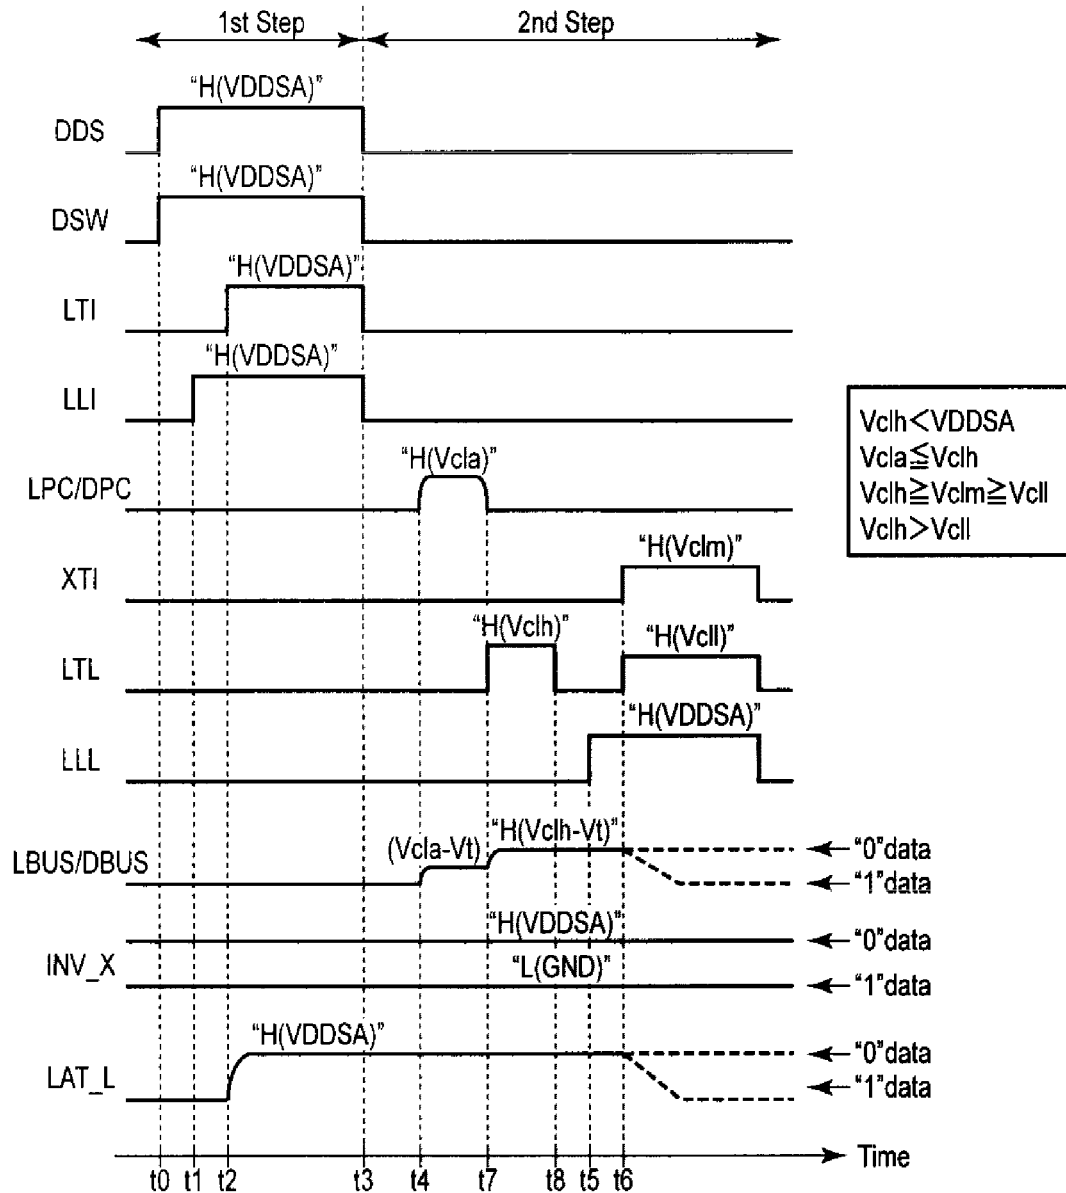 1st Step
2nd Step
DDS
“H(VDDSA)”
DSW
“H(VDDSA)”
LTI
“H(VDDSA)”
LLI
“H(VDDSA)”
LPC/DPC
“H(Vcla)”
XTI
“H(Vclm)”
LTL
“H(Vclh)”
“H(Vcll)”
LLL
“H(VDDSA)”
Vclh<VDDSA
Vcla≦Vclh
Vclh≧Vclm≧Vcll
Vclh>Vcll
LBUS/DBUS
(Vcla-Vt)
“H(Vclh-Vt)”
“0”data
“1”data
INV_X
“H(VDDSA)”
“L(GND)”
“0”data
“1”data
LAT_L
“H(VDDSA)”
“0”data
“1”data
t0 t1 t2 t3 t4 t7 t8 t5 t6
Time